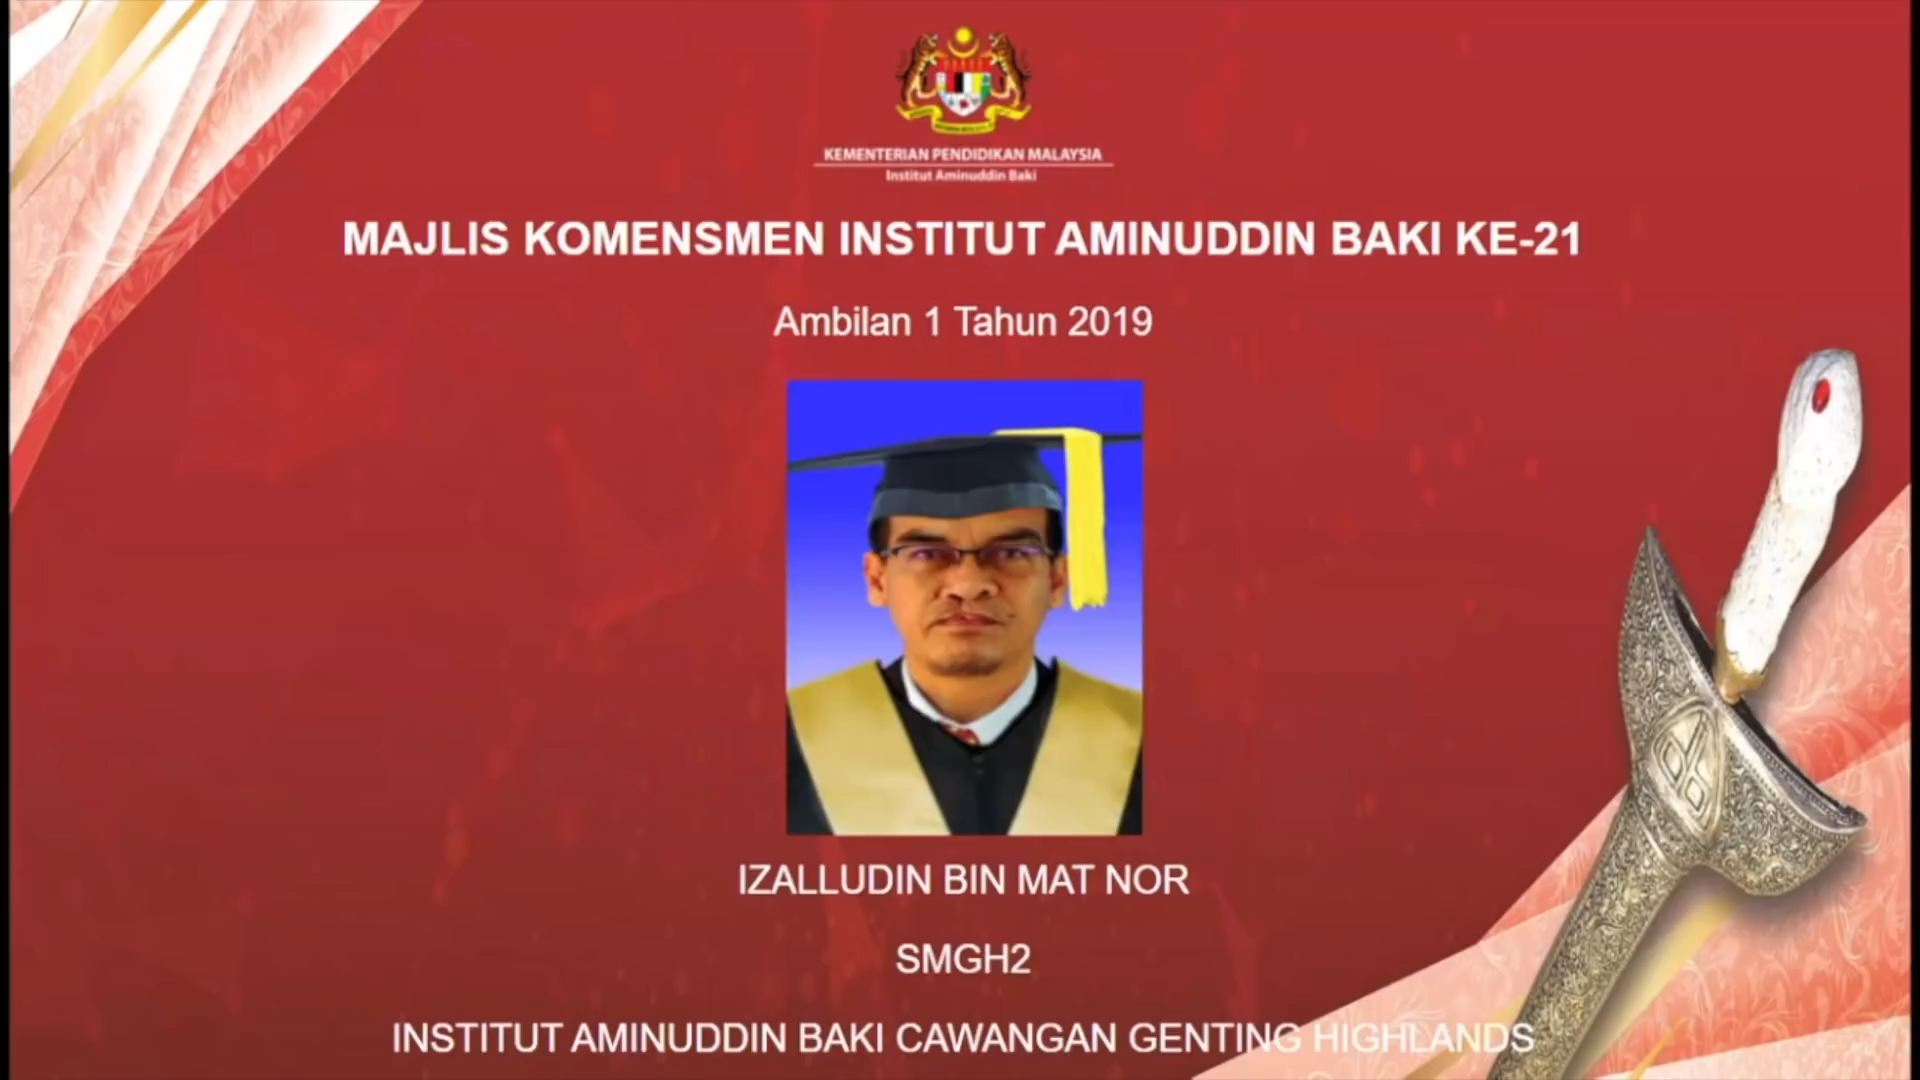 KEMENTERIAN PENDIDIKAN MALAYSIA
Institut Aminuddin Baki
MAJLIS KOMENSMEN INSTITUT AMINUDDIN BAKI KE-21
Ambilan 1 Tahun 2019
IZALLUDIN BIN MAT NOR
SMGH2
INSTITUT AMINUDDIN BAKI CAWANGAN GENTING HIGHLANDS